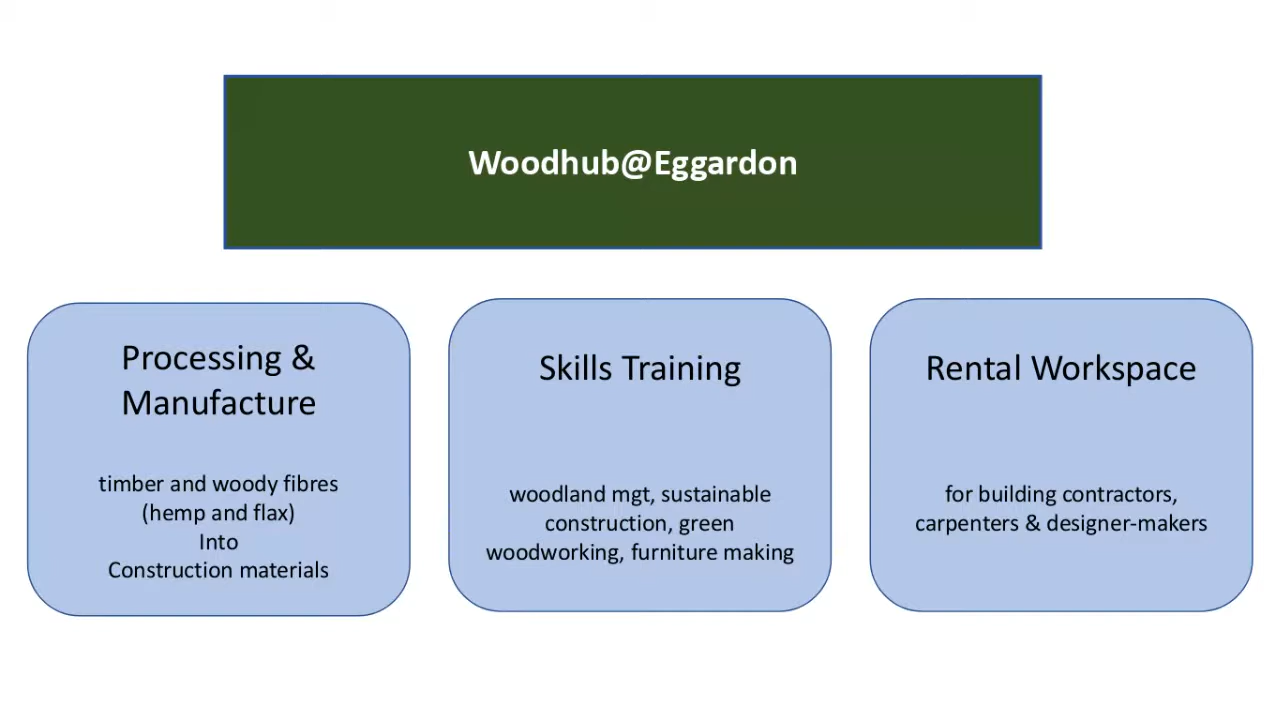 Woodhub@Eggardon
Processing &
Manufacture
timber and woody fibres
(hemp and flax)
Into
Construction materials
Skills Training
woodland mgt, sustainable
construction, green
woodworking, furniture making
Rental Workspace
for building contractors,
carpenters & designer-makers